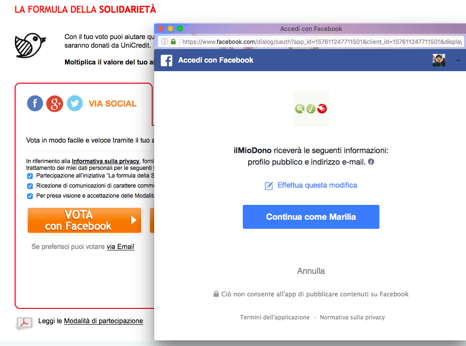 LA FORMULA DELLA SOLIDARIETÀ
Con il tuo voto puoi aiutare
saranno donati da UniCredit.
Moltiplica il valore del tuo
VIA SOCIAL
Vota in modo facile e veloce tramite il tuo
In riferimento alla Informativa sulla privacy,
trattamento dei miei dati personali per le seguenti
Partecipazione all'iniziativa "La formula della
Ricezione di comunicazioni di carattere
Per presa visione e accettazione delle
VOTA
con Facebook
Se preferisci puoi votare via Email
Leggi le Modalità di partecipazione
Accedi con Facebook
https://www.facebook.com/dialog/oauth?app_id=157611247711501&client_id=157611247711501&display
Accedi con Facebook
ilMioDono riceverà le seguenti informazioni:
profilo pubblico e indirizzo e-mail.
Effettua questa modifica
Continua come Marilia
Annulla
Ciò non consente all'app di pubblicare contenuti su Facebook
Termini dell'applicazione · Normativa sulla privacy